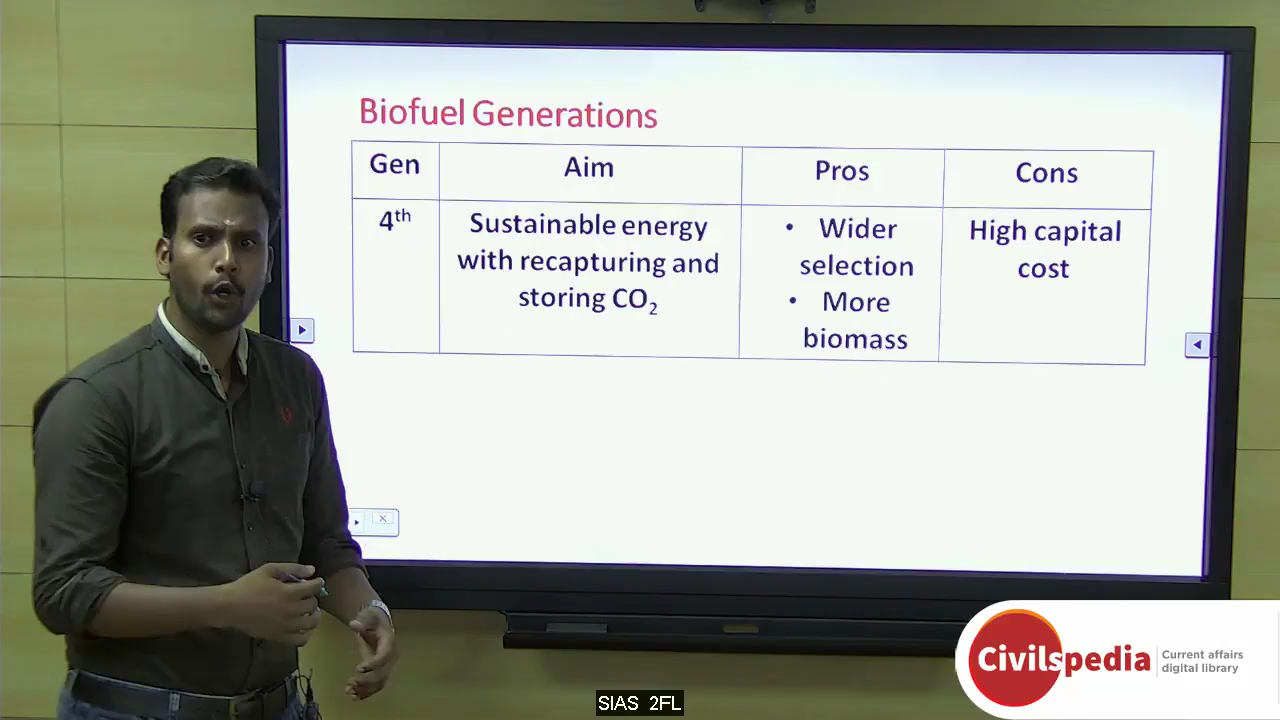 Biofuel Generations
Gen Aim Pros Cons
4th
Sustainable energy
with recapturing and
storing CO2
• Wider
selection
• More
biomass
High capital
cost
Civilspedia
Current affairs
digital library
SIAS 2FL